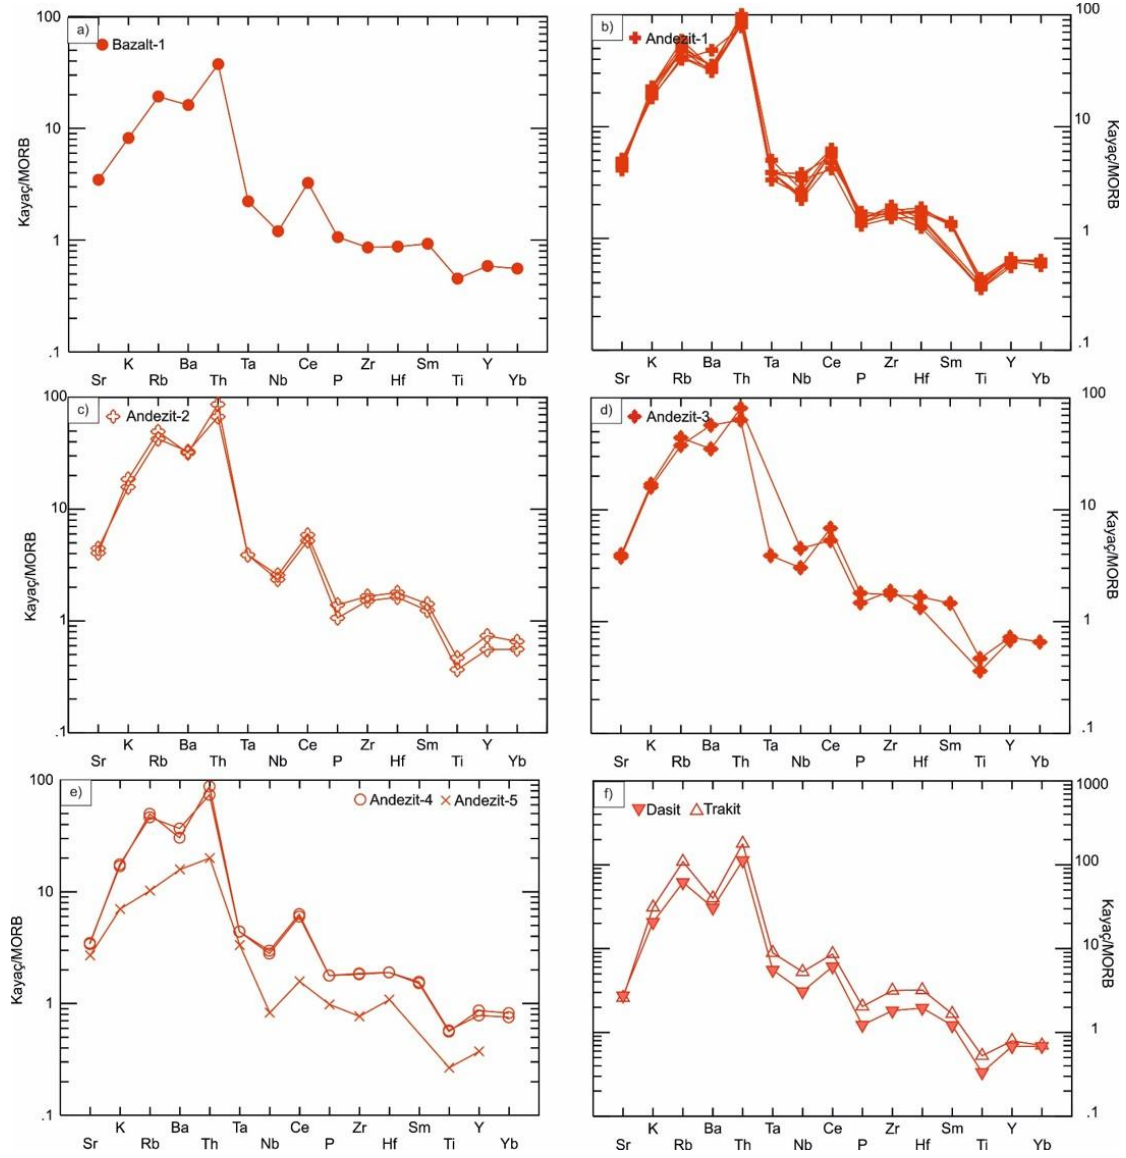 a)
Bazalt-1
100
10
1
.1
Kayaç/MORB
K Ba Ta Ce Zr Sm Y
Sr Rb Th Nb P Hf Ti Yb
b)
Andezit-1
100
10
1
.1
Kayaç/MORB
K Ba Ta Ce Zr Sm Y
Sr Rb Th Nb P Hf Ti Yb
c)
Andezit-2
100
10
1
.1
Kayaç/MORB
K Ba Ta Ce Zr Sm Y
Sr Rb Th Nb P Hf Ti Yb
d)
Andezit-3
100
10
1
.1
Kayaç/MORB
K Ba Ta Ce Zr Sm Y
Sr Rb Th Nb P Hf Ti Yb
e)
Andezit-4 Andezit-5
100
10
1
.1
Kayaç/MORB
K Ba Ta Ce Zr Sm Y
Sr Rb Th Nb P Hf Ti Yb
f)
Dasit Trakit
1000
100
10
1
.1
Kayaç/MORB
K Ba Ta Ce Zr Sm Y
Sr Rb Th Nb P Hf Ti Yb